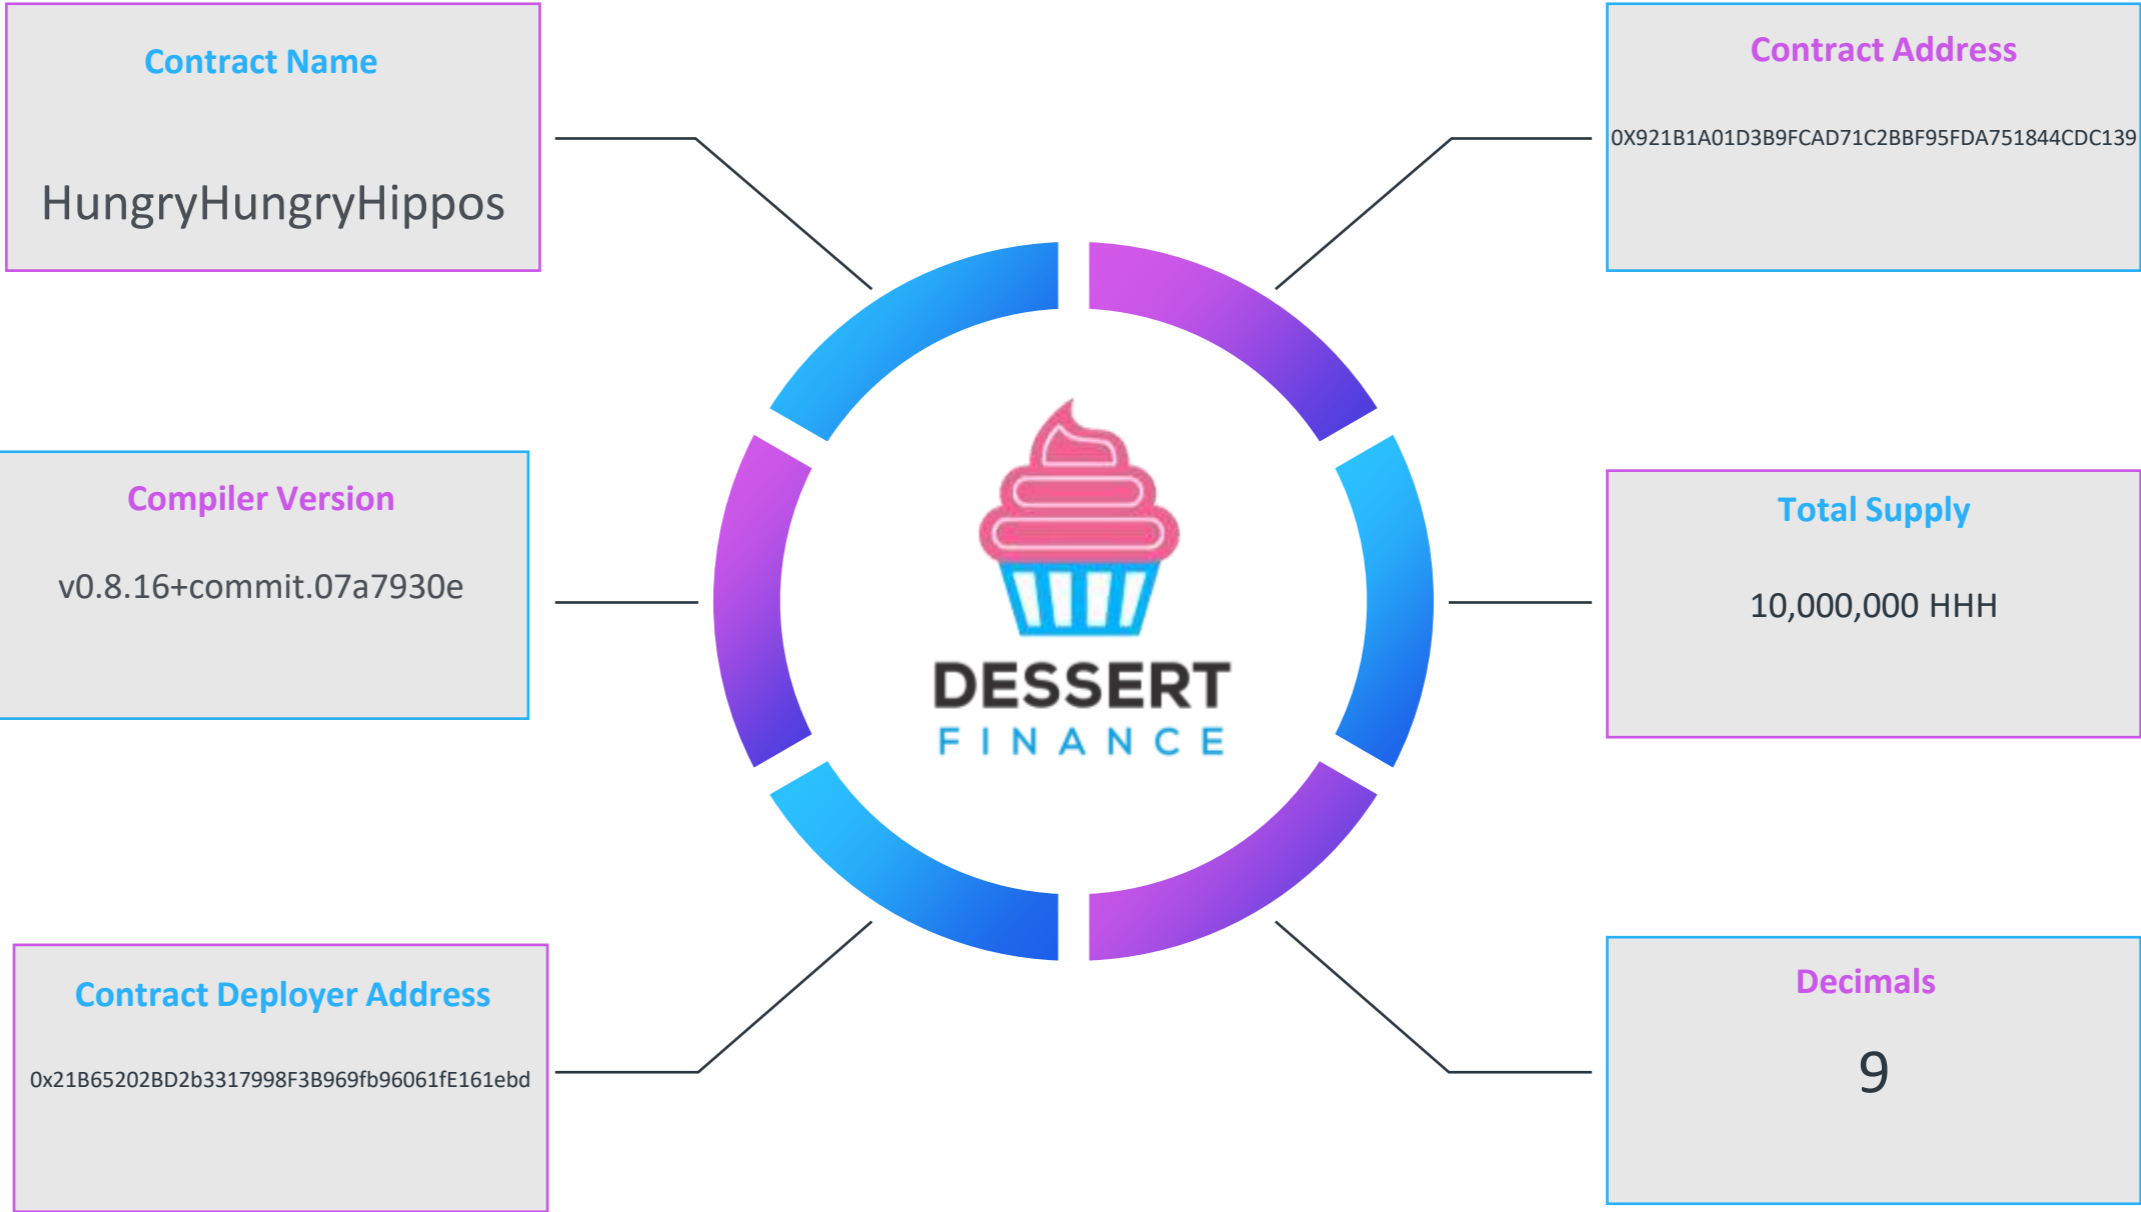 Contract Name
HungryHungryHippos
Contract Address
0X921B1A01D3B9FCAD71C2BBF95FDA751844CDC139
Compiler Version
v0.8.16+commit.07a7930e
DESSERT
FINANCE
Total Supply
10,000,000 HHH
Contract Deployer Address
0x21B65202BD2b3317998F3B969fb96061fE161ebd
Decimals
9